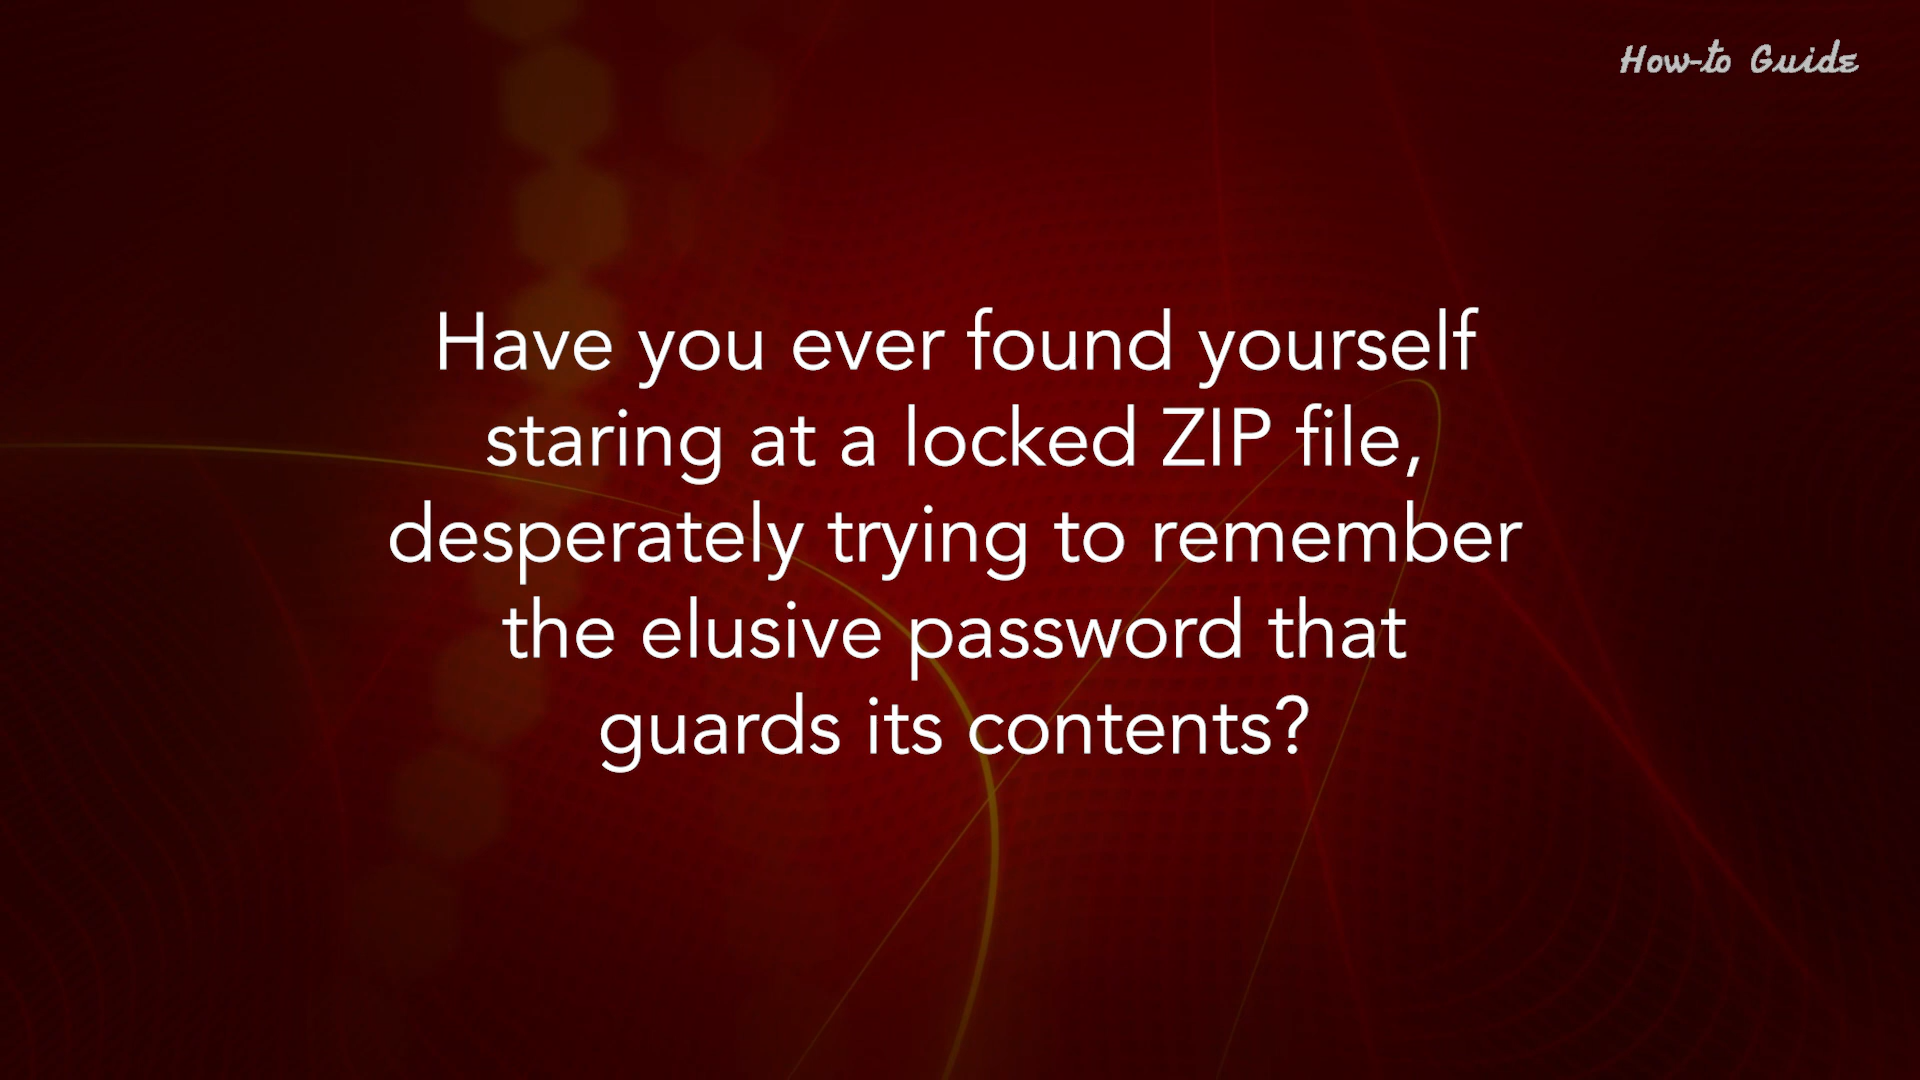 How-to Guide
Have you ever found yourself
staring at a locked ZIP file,
desperately trying to remember
the elusive password that
guards its contents?